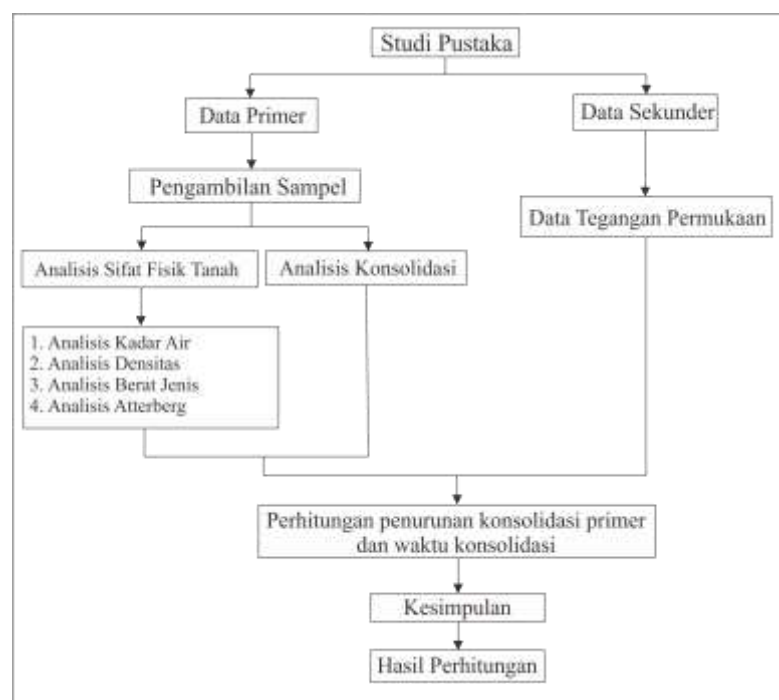 Studi Pustaka
Data Primer
Data Sekunder
Pengambilan Sampel
Data Tegangan Permukaan
Analisis Sifat Fisik Tanah
Analisis Konsolidasi
1. Analisis Kadar Air
2. Analisis Densitas
3. Analisis Berat Jenis
4. Analisis Atterberg
Perhitungan penurunan konsolidasi primer
dan waktu konsolidasi
Kesimpulan
Hasil Perhitungan